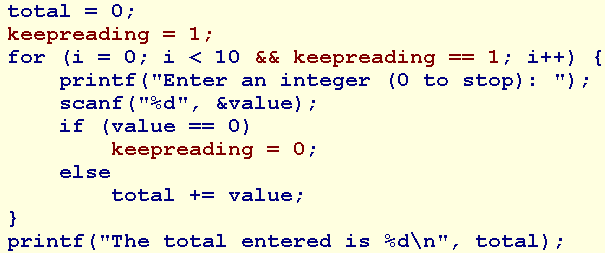 total = 0;
keepreading = 1;
for (i = 0; i < 10 && keepreading == 1; i++) {
    printf("Enter an integer (0 to stop): ");
    scanf("%d", &value);
    if (value == 0)
        keepreading = 0;
    else
        total += value;
}
printf("The total entered is %d\n", total);